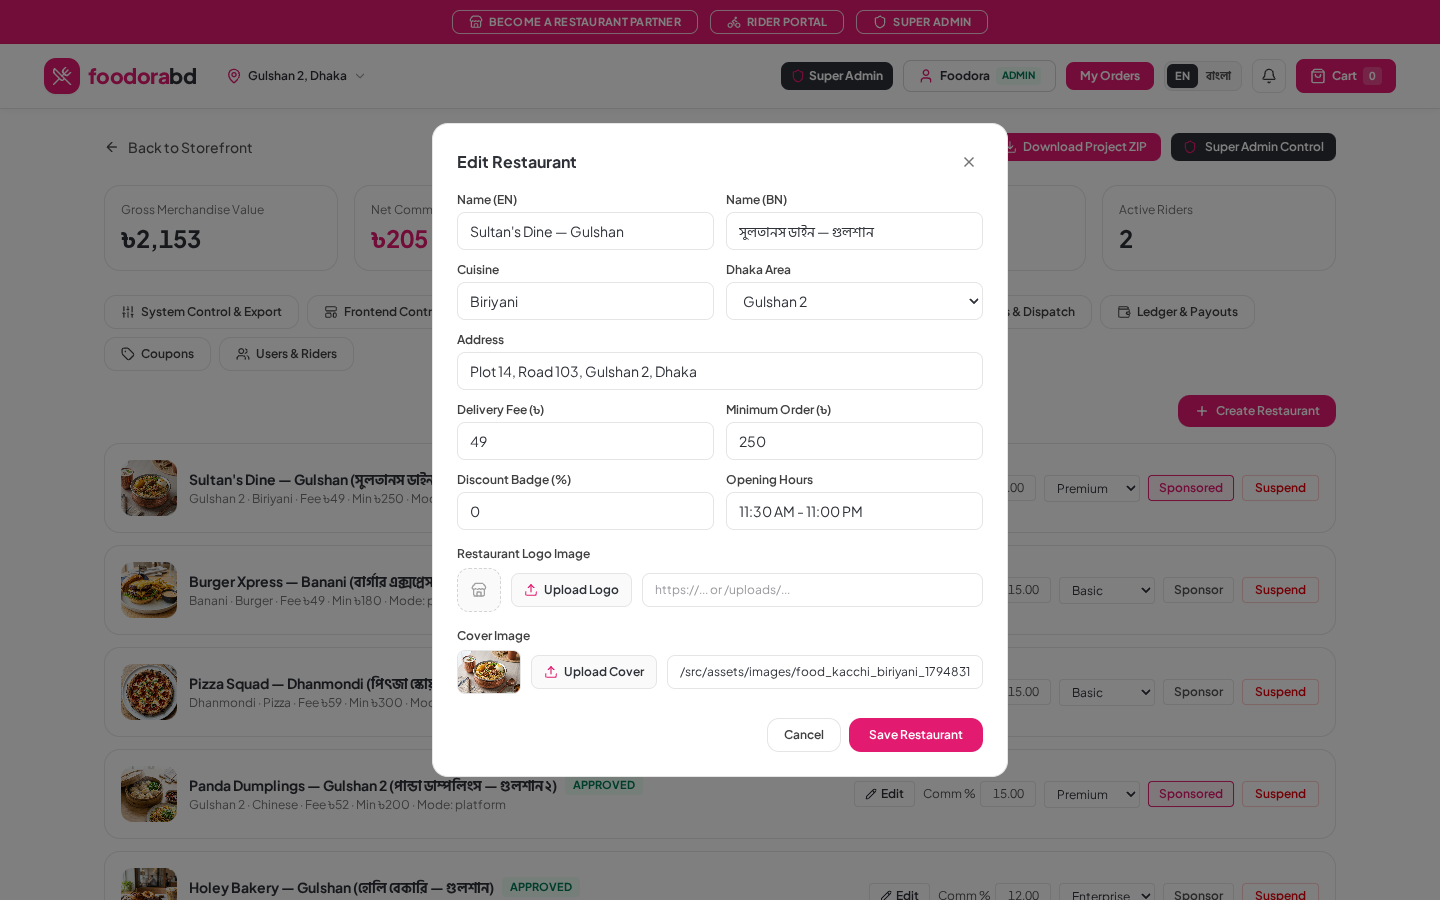 BECOME A RESTAURANT PARTNER RIDER PORTAL SUPER ADMIN
foodorabd Gulshan 2, Dhaka Super Admin Foodora ADMIN My Orders EN বাংলা Cart 0
Back to Storefront Download Project ZIP Super Admin Control
Gross Merchandise Value Net Comm Active Riders
৳2,153 ৳205 2
System Control & Export Frontend Contr & Dispatch Ledger & Payouts
Coupons Users & Riders
Create Restaurant
Edit Restaurant
Name (EN) Name (BN)
Sultan's Dine — Gulshan সুলতানস ডাইন — গুলশান
Cuisine Dhaka Area
Biriyani Gulshan 2
Address
Plot 14, Road 103, Gulshan 2, Dhaka
Delivery Fee (৳) Minimum Order (৳)
49 250
Discount Badge (%) Opening Hours
0 11:30 AM - 11:00 PM
Restaurant Logo Image
Upload Logo https://... or /uploads/...
Cover Image
Upload Cover /src/assets/images/food_kacchi_biriyani_1794831
Cancel Save Restaurant
Sultan's Dine — Gulshan (সুলতানস ডাইন
Gulshan 2 · Biriyani · Fee ৳49 · Min ৳250 · Mod .00 Premium Sponsored Suspend
Burger Xpress — Banani (বার্গার এক্সপ্রেস
Banani · Burger · Fee ৳49 · Min ৳180 · Mode: p 15.00 Basic Sponsor Suspend
Pizza Squad — Dhanmondi (পিৎজা স্কোয়
Dhanmondi · Pizza · Fee ৳59 · Min ৳300 · Mod 15.00 Basic Sponsor Suspend
Panda Dumplings — Gulshan 2 (পান্ডা ডাম্পলিংস — গুলশান ২) APPROVED
Gulshan 2 · Chinese · Fee ৳52 · Min ৳200 · Mode: platform Edit Comm % 15.00 Premium Sponsored Suspend
Holey Bakery — Gulshan (হোলি বেকারি — গুলশান) APPROVED
Edit Comm % 12.00 Enterprise Sponsor Suspend